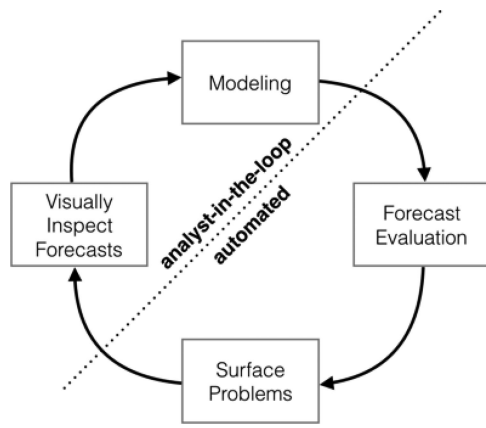 Modeling
analyst-in-the-loop
automated
Visually
Inspect
Forecasts
Forecast
Evaluation
Surface
Problems